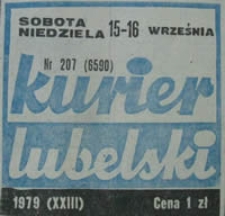 SOBOTA
NIEDZIELA 15-16 WRZEŚNIA
Nr 207 (6590)
kurier
lubelski
1979 (XXIII) Cena 1 zł